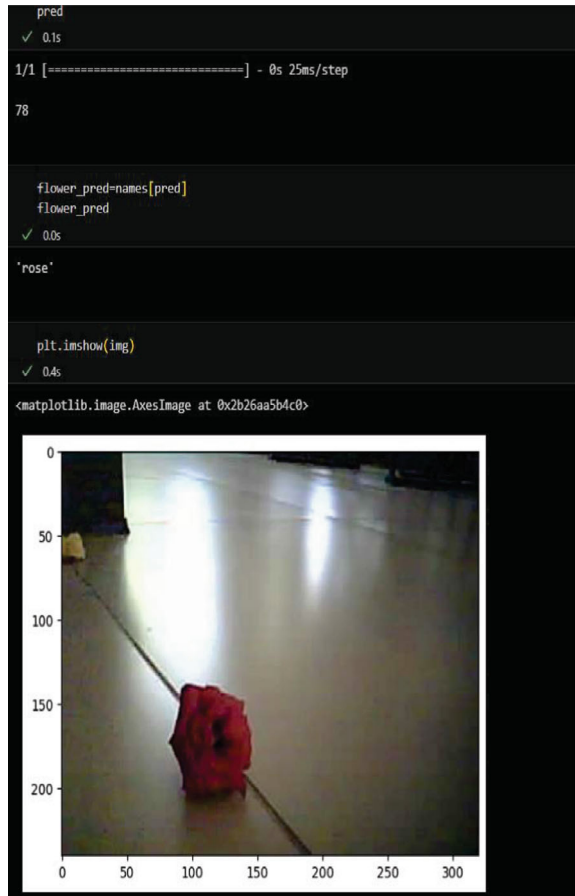 pred
✓ 0.1s
1/1 [==============================] - 0s 25ms/step
78
flower_pred=names[pred]
flower_pred
✓ 0.0s
'rose'
plt.imshow(img)
✓ 0.4s
<matplotlib.image.AxesImage at 0x2b26aa5b4c0>
0
50
100
150
200
0 50 100 150 200 250 300